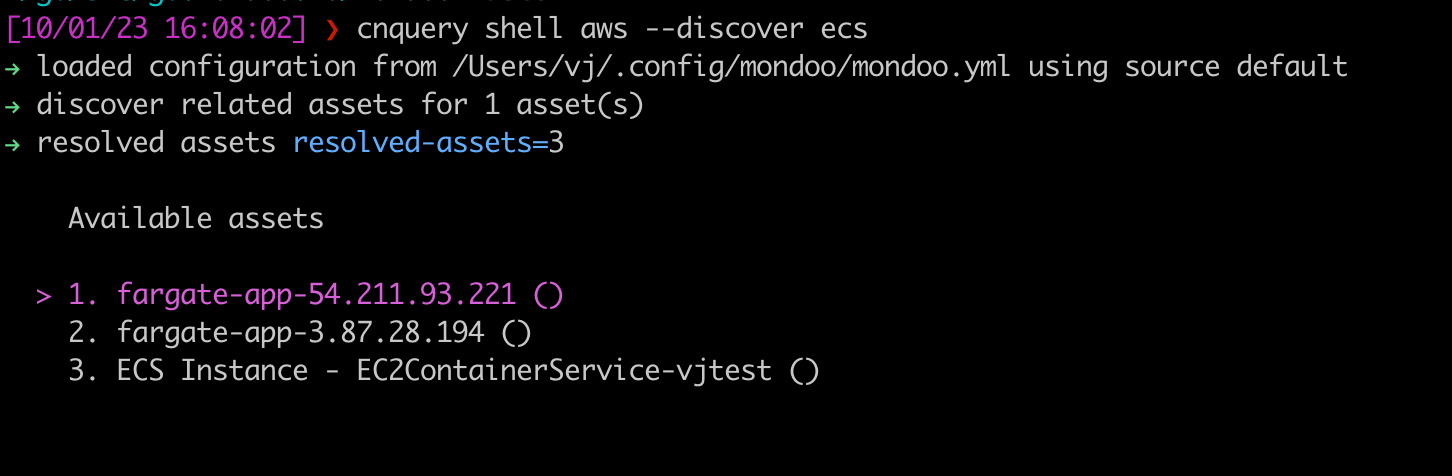 [10/01/23 16:08:02] ❯ cnquery shell aws --discover ecs
→ loaded configuration from /Users/vj/.config/mondoo/mondoo.yml using source default
→ discover related assets for 1 asset(s)
→ resolved assets resolved-assets=3
Available assets
> 1. fargate-app-54.211.93.221 ()
2. fargate-app-3.87.28.194 ()
3. ECS Instance - EC2ContainerService-vjtest ()